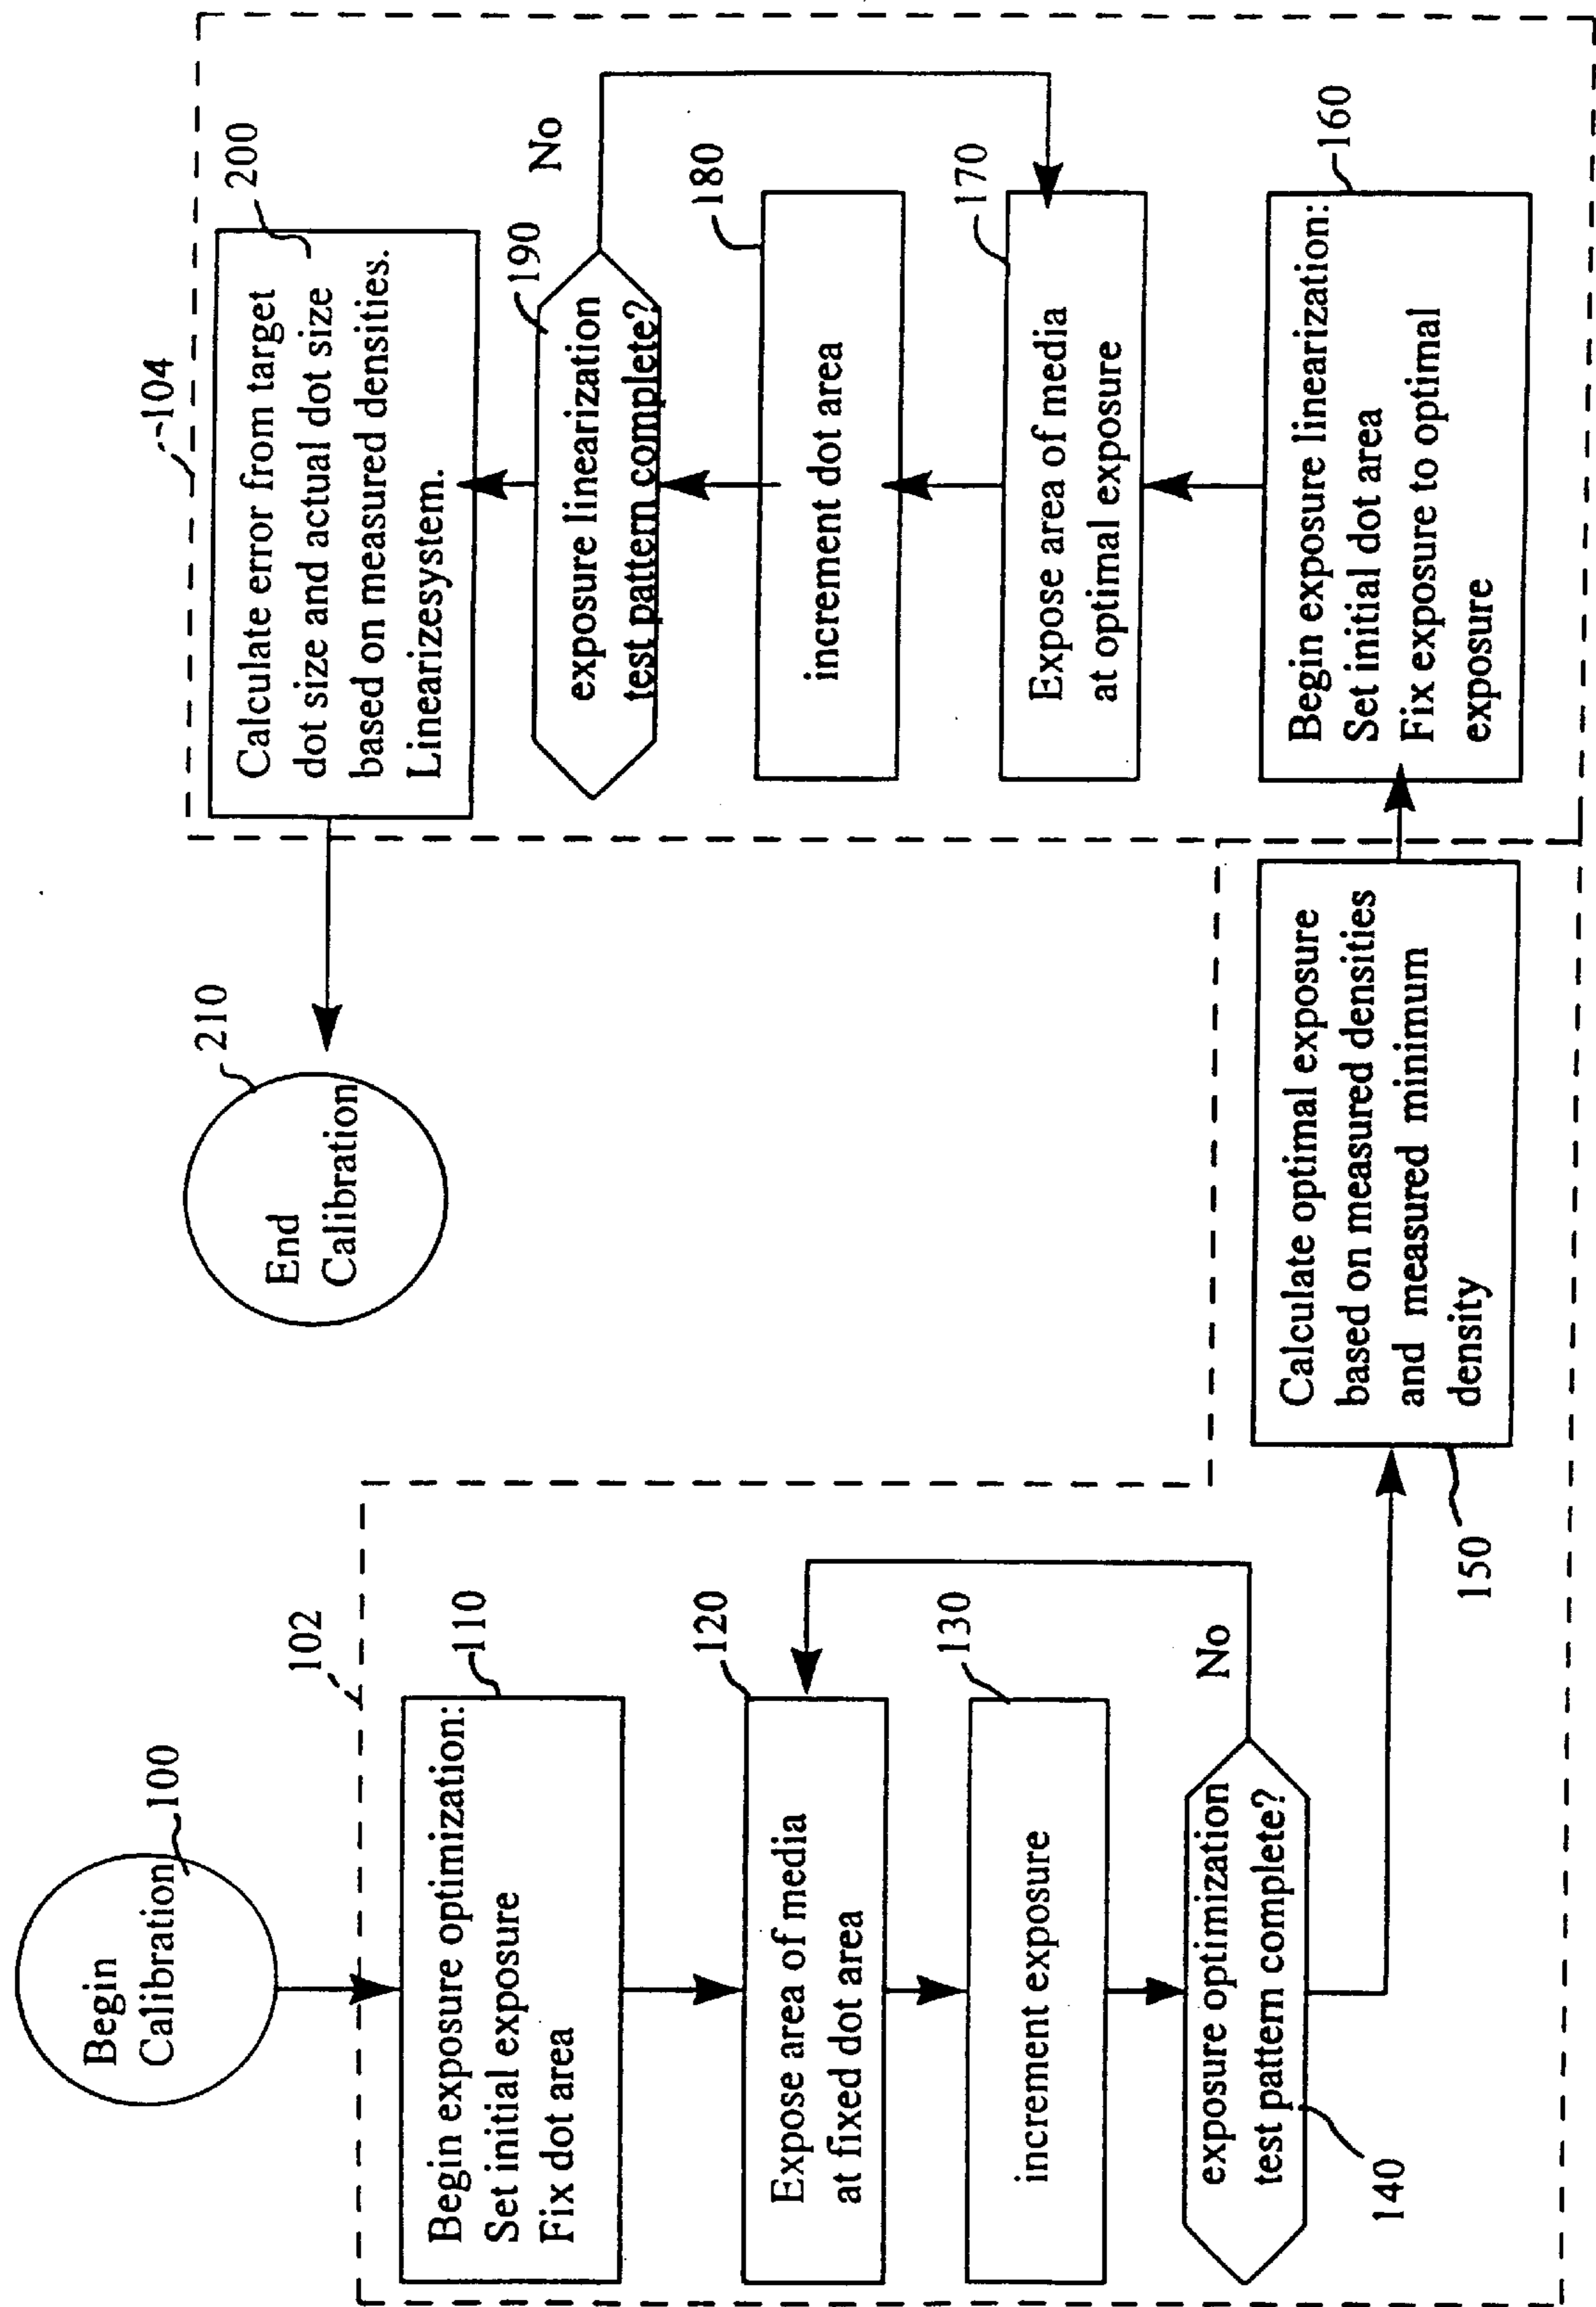 Begin
Calibration
100
102
Begin exposure optimization:
Set initial exposure
Fix dot area
110
Expose area of media
at fixed dot area
120
increment exposure
130
exposure optimization
test pattern complete?
140
No
Calculate optimal exposure
based on measured densities
and measured minimum
density
150
104
Begin exposure linearization:
Set initial dot area
Fix exposure to optimal
exposure
160
Expose area of media
at optimal exposure
170
increment dot area
180
exposure linearization
test pattern complete?
190
No
Calculate error from target
dot size and actual dot size
based on measured densities.
Linearizesystem.
200
End
Calibration
210